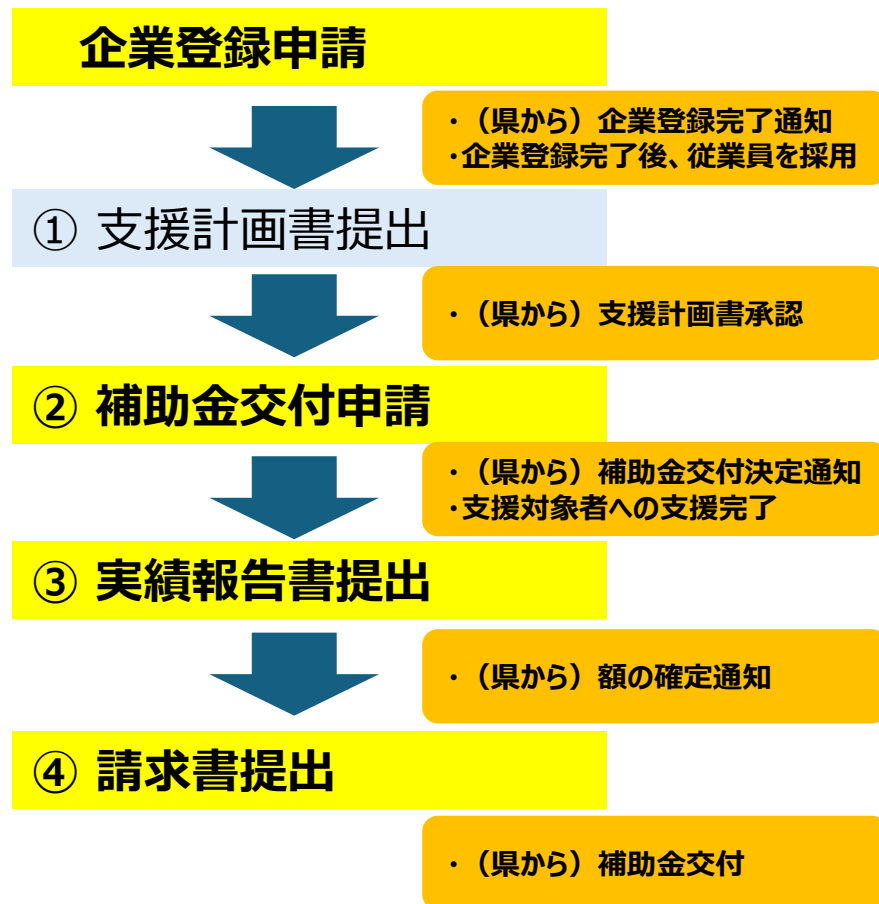 企業登録申請
・（県から）企業登録完了通知
・企業登録完了後、従業員を採用
① 支援計画書提出
・（県から）支援計画書承認
② 補助金交付申請
・（県から）補助金交付決定通知
・支援対象者への支援完了
③ 実績報告書提出
・（県から）額の確定通知
④ 請求書提出
・（県から）補助金交付